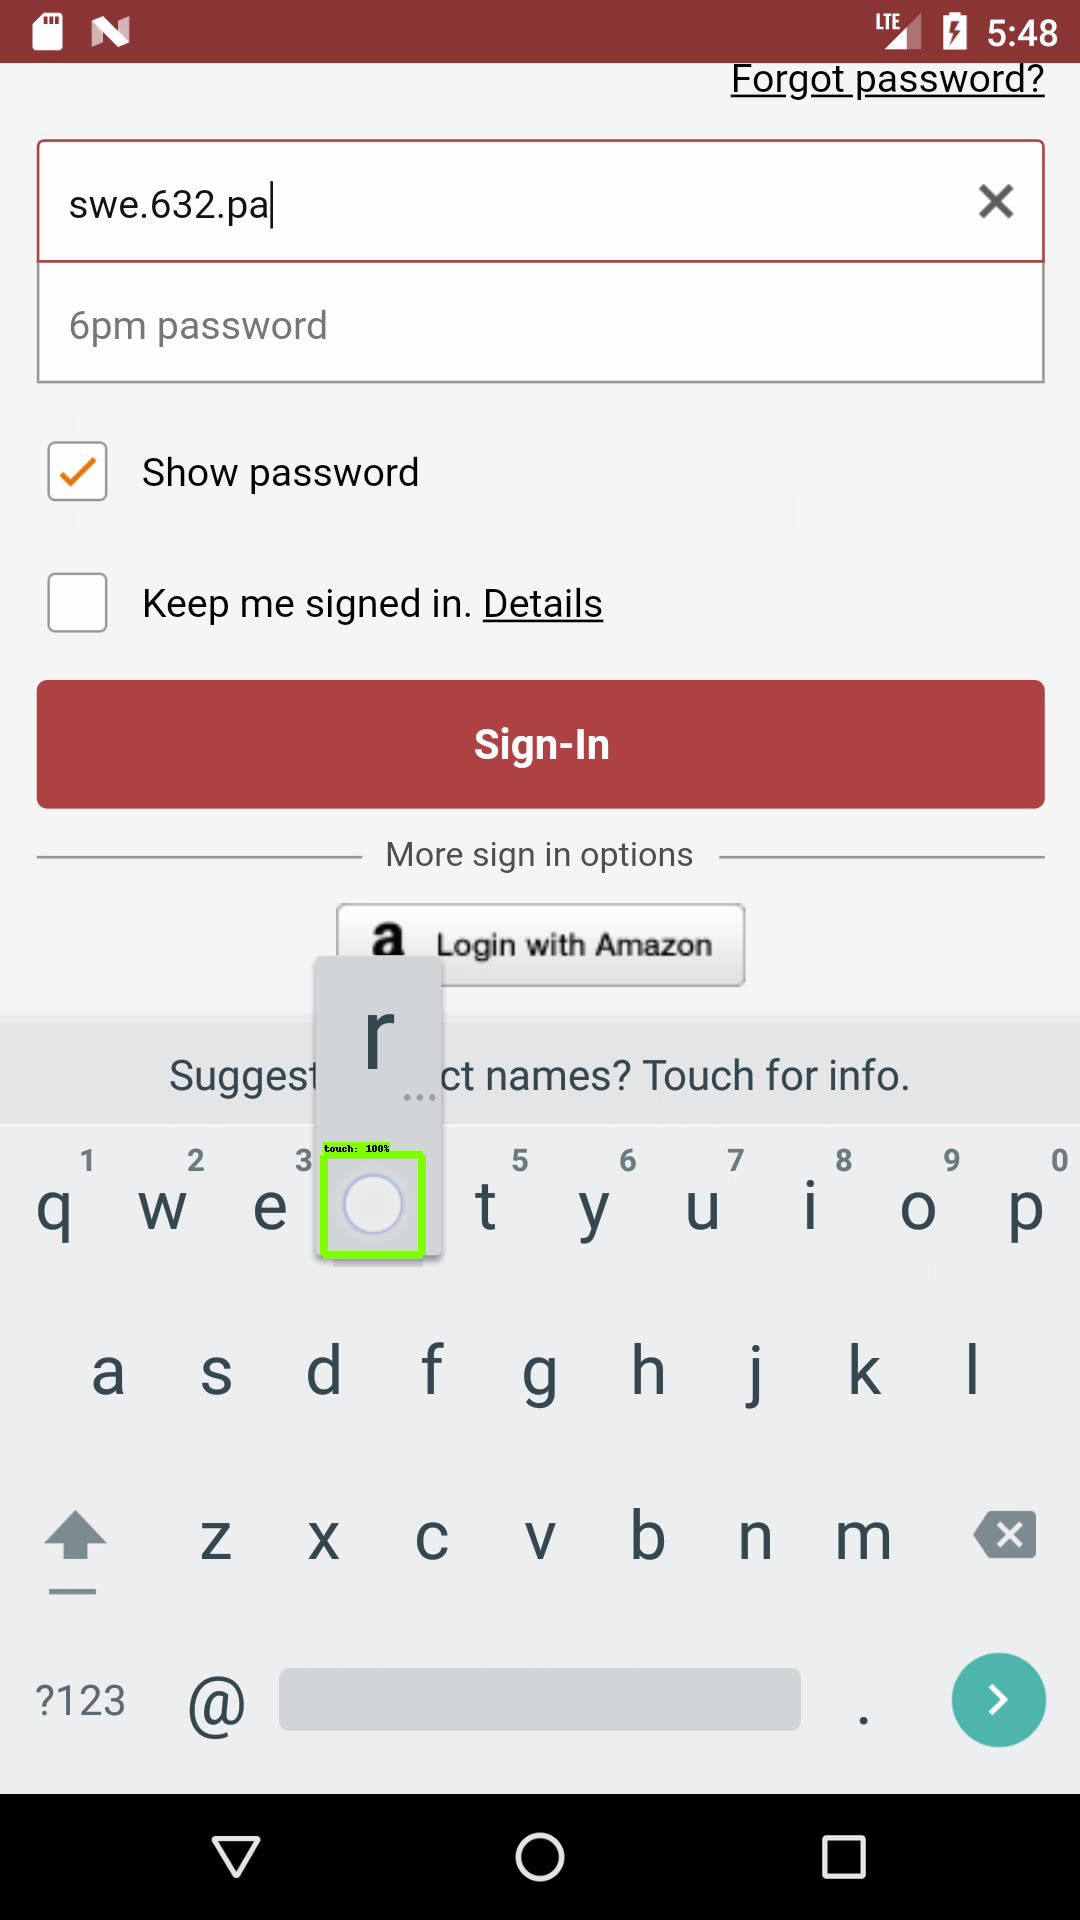 LTE 5:48
Forgot password?
swe.632.pa
6pm password
Show password
Keep me signed in. Details
Sign-In
More sign in options
a Login with Amazon
r
...
Suggest ct names? Touch for info.
touch: 100%
1 2 3 5 6 7 8 9 0
q w e t y u i o p
a s d f g h j k l
z x c v b n m
?123 @ .